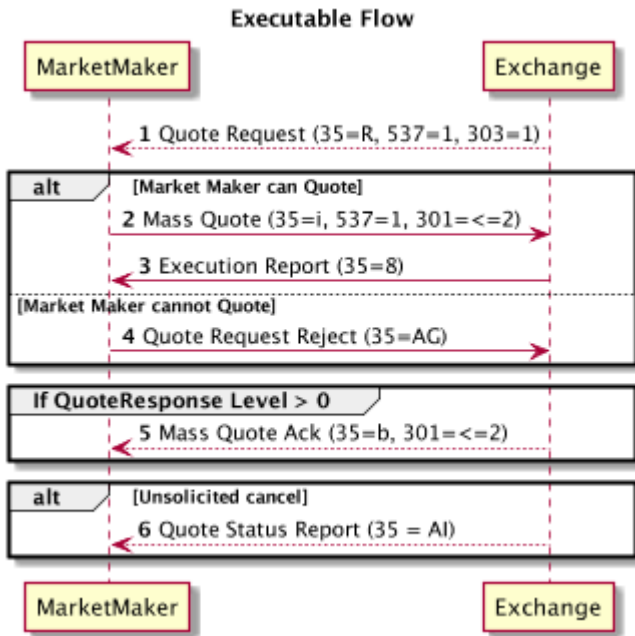 Executable Flow
MarketMaker Exchange
1 Quote Request (35=R, 537=1, 303=1)
alt [Market Maker can Quote]
2 Mass Quote (35=i, 537=1, 301=<=2)
3 Execution Report (35=8)
[Market Maker cannot Quote]
4 Quote Request Reject (35=AG)
If QuoteResponse Level > 0
5 Mass Quote Ack (35=b, 301=<=2)
alt [Unsolicited cancel]
6 Quote Status Report (35 = AI)
MarketMaker Exchange